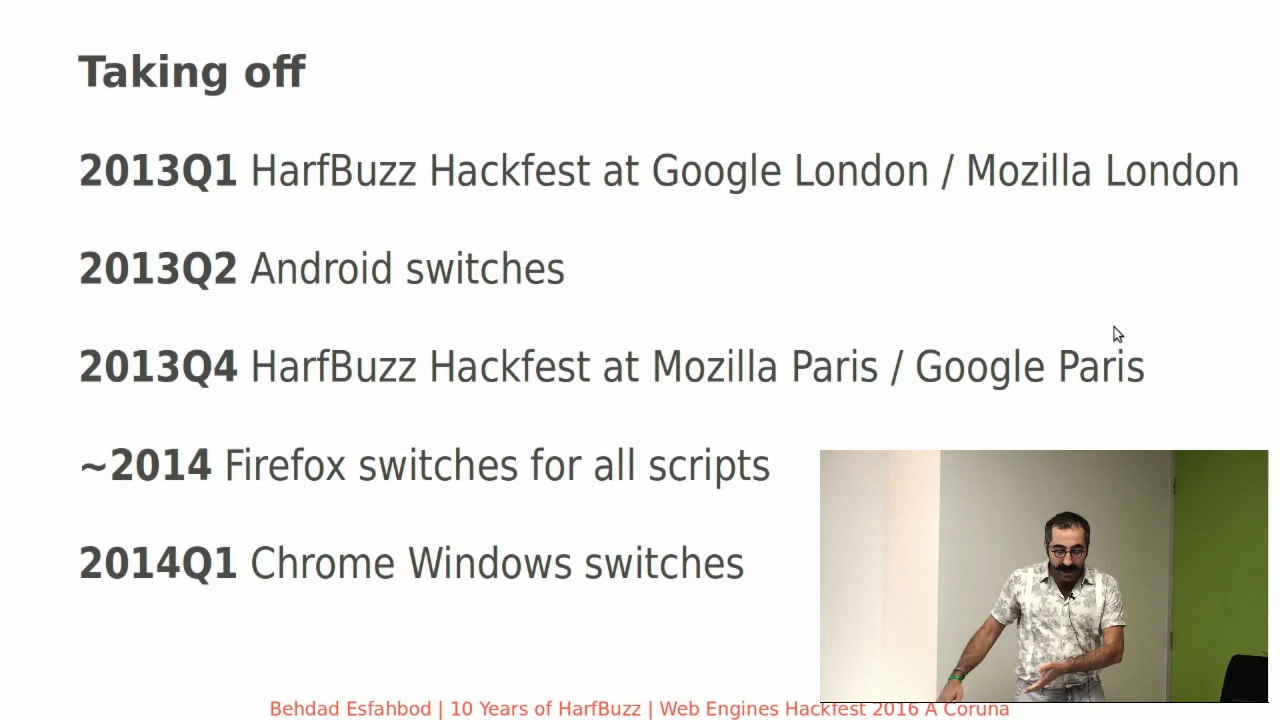 Taking off
2013Q1 HarfBuzz Hackfest at Google London / Mozilla London
2013Q2 Android switches
2013Q4 HarfBuzz Hackfest at Mozilla Paris / Google Paris
~2014 Firefox switches for all scripts
2014Q1 Chrome Windows switches
Behdad Esfahbod | 10 Years of HarfBuzz | Web Engines Hackfest 2016 A Coruna